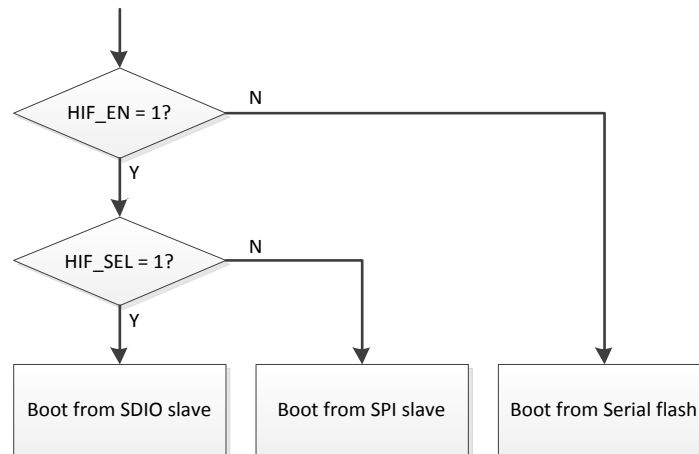 HIF_EN = 1?
N
Y
HIF_SEL = 1?
N
Y
Boot from SDIO slave
Boot from SPI slave
Boot from Serial flash